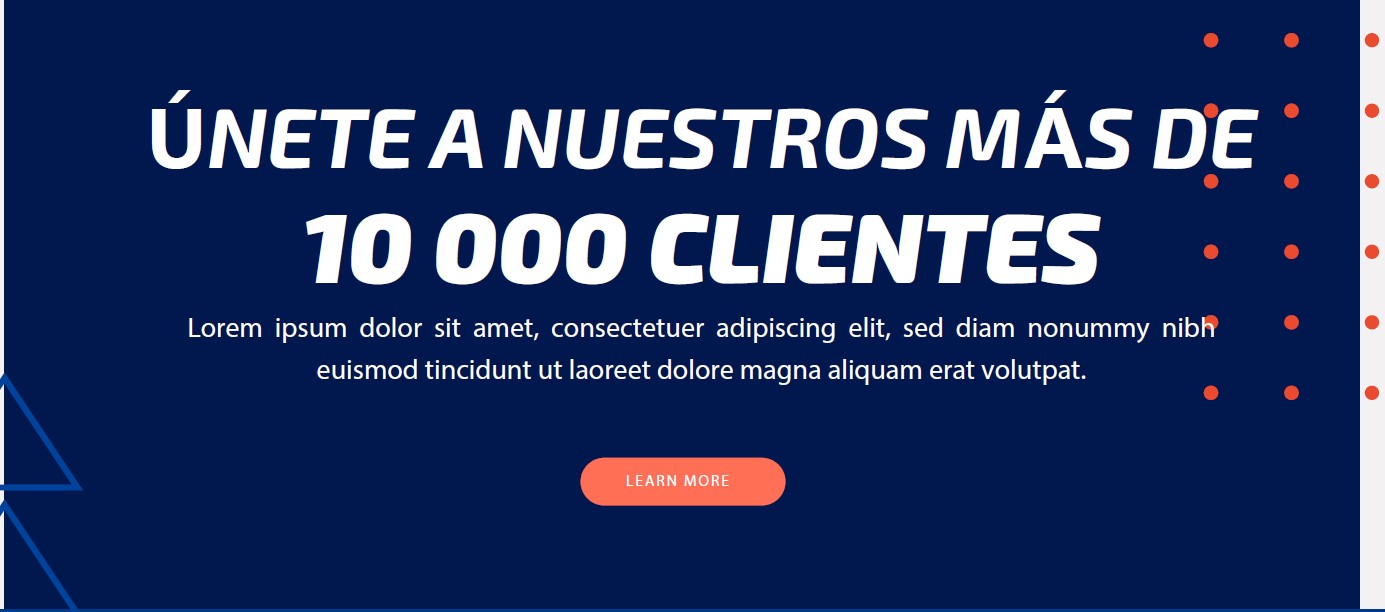 ÚNETE A NUESTROS MÁS DE
10 000 CLIENTES
Lorem ipsum dolor sit amet, consectetuer adipiscing elit, sed diam nonummy nibh
euismod tincidunt ut laoreet dolore magna aliquam erat volutpat.
LEARN MORE